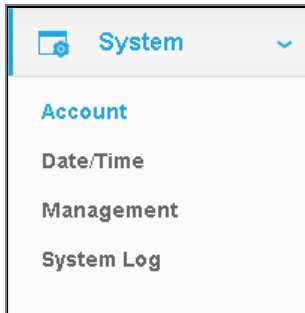 System
Account
Date/Time
Management
System Log